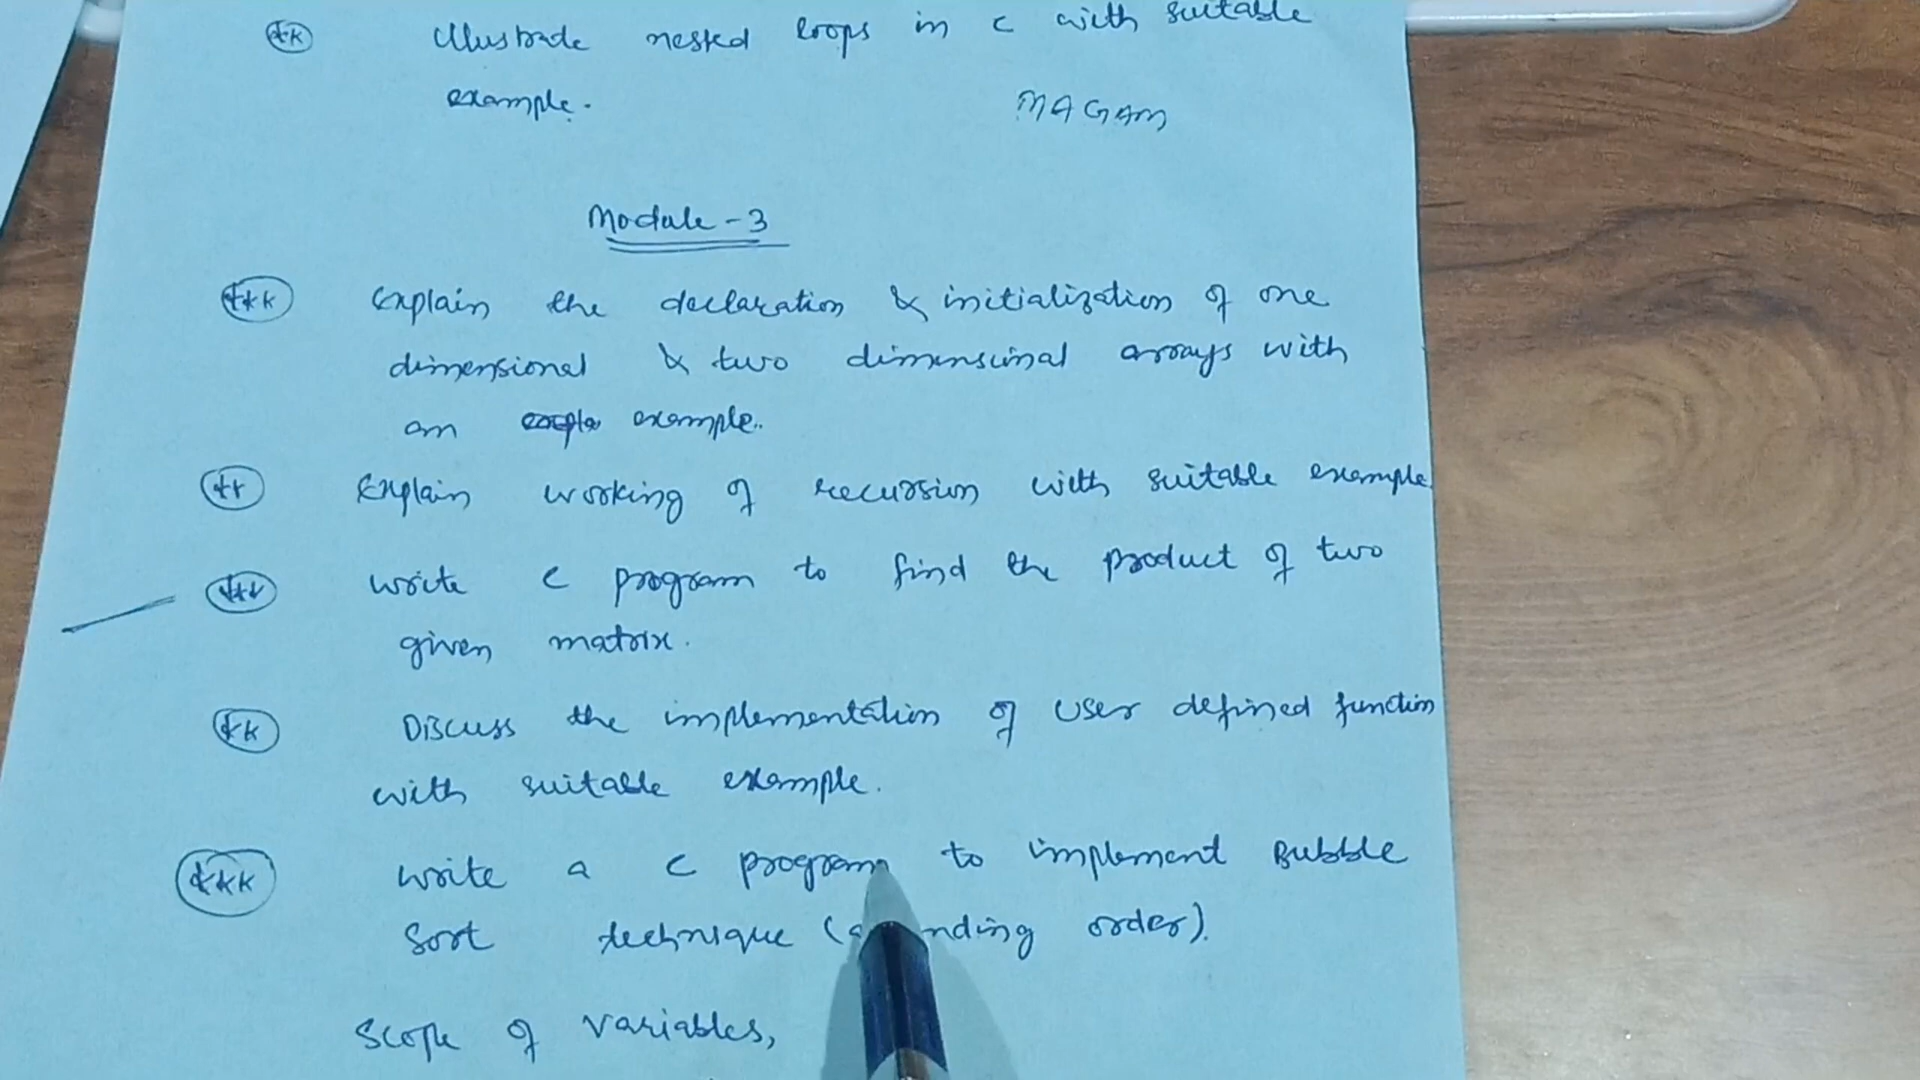 ** Illustrate nested loops in C with suitable
example.
MAGAM
Module - 3
*** Explain the declaration & initialization of one
dimensional & two dimensional arrays with
an example.
** Explain working of recursion with suitable example
*** Write C program to find the product of two
given matrix.
** Discuss the implementation of user defined function
with suitable example.
*** Write a C program to implement Bubble
Sort technique ( order).
Scope of variables,